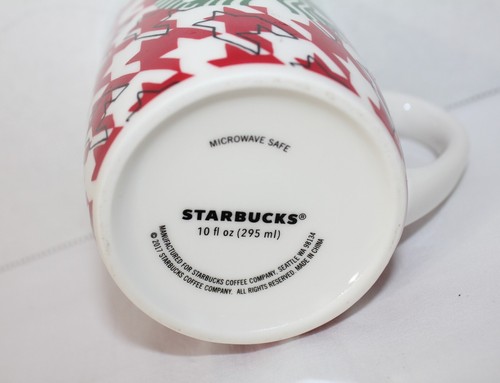 MICROWAVE SAFE
STARBUCKS®
10 fl oz (295 ml)
MANUFACTURED FOR STARBUCKS COFFEE COMPANY, SEATTLE WA 98134
© 2017 STARBUCKS COFFEE COMPANY. ALL RIGHTS RESERVED. MADE IN CHINA